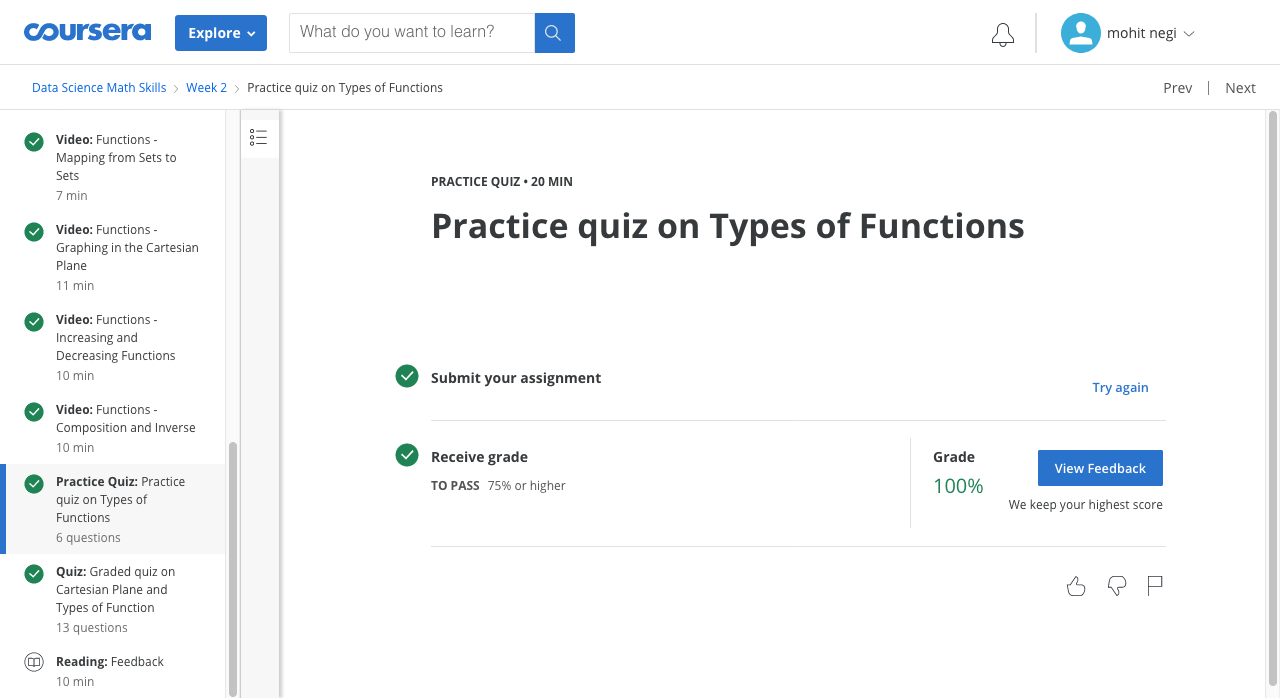 coursera
Explore
What do you want to learn?
mohit negi
Data Science Math Skills
Week 2
Practice quiz on Types of Functions
Prev
Next
Video: Functions -
Mapping from Sets to
Sets
7 min
Video: Functions -
Graphing in the Cartesian
Plane
11 min
Video: Functions -
Increasing and
Decreasing Functions
10 min
Video: Functions -
Composition and Inverse
10 min
Practice Quiz: Practice
quiz on Types of
Functions
6 questions
Quiz: Graded quiz on
Cartesian Plane and
Types of Function
13 questions
Reading: Feedback
10 min
PRACTICE QUIZ • 20 MIN
Practice quiz on Types of Functions
Submit your assignment
Try again
Receive grade
TO PASS 75% or higher
Grade
100%
View Feedback
We keep your highest score